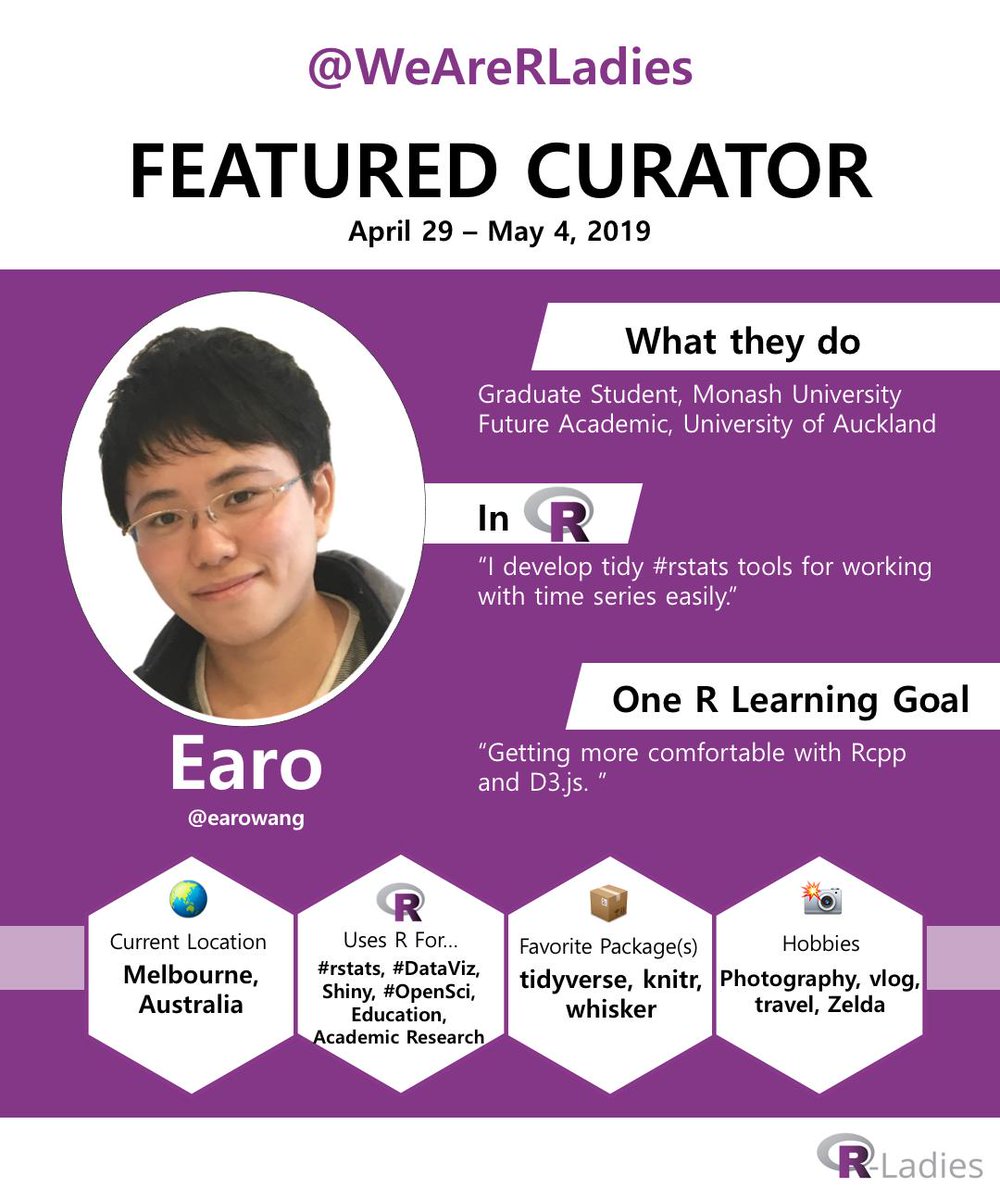 @WeAreRLadies
FEATURED CURATOR
April 29 – May 4, 2019
What they do
Graduate Student, Monash University
Future Academic, University of Auckland
In R
“I develop tidy #rstats tools for working
with time series easily.”
One R Learning Goal
“Getting more comfortable with Rcpp
and D3.js. ”
Earo
@earowang
Current Location
Melbourne,
Australia
R
Uses R For…
#rstats, #DataViz,
Shiny, #OpenSci,
Education,
Academic Research
Favorite Package(s)
tidyverse, knitr,
whisker
Hobbies
Photography, vlog,
travel, Zelda
R-Ladies